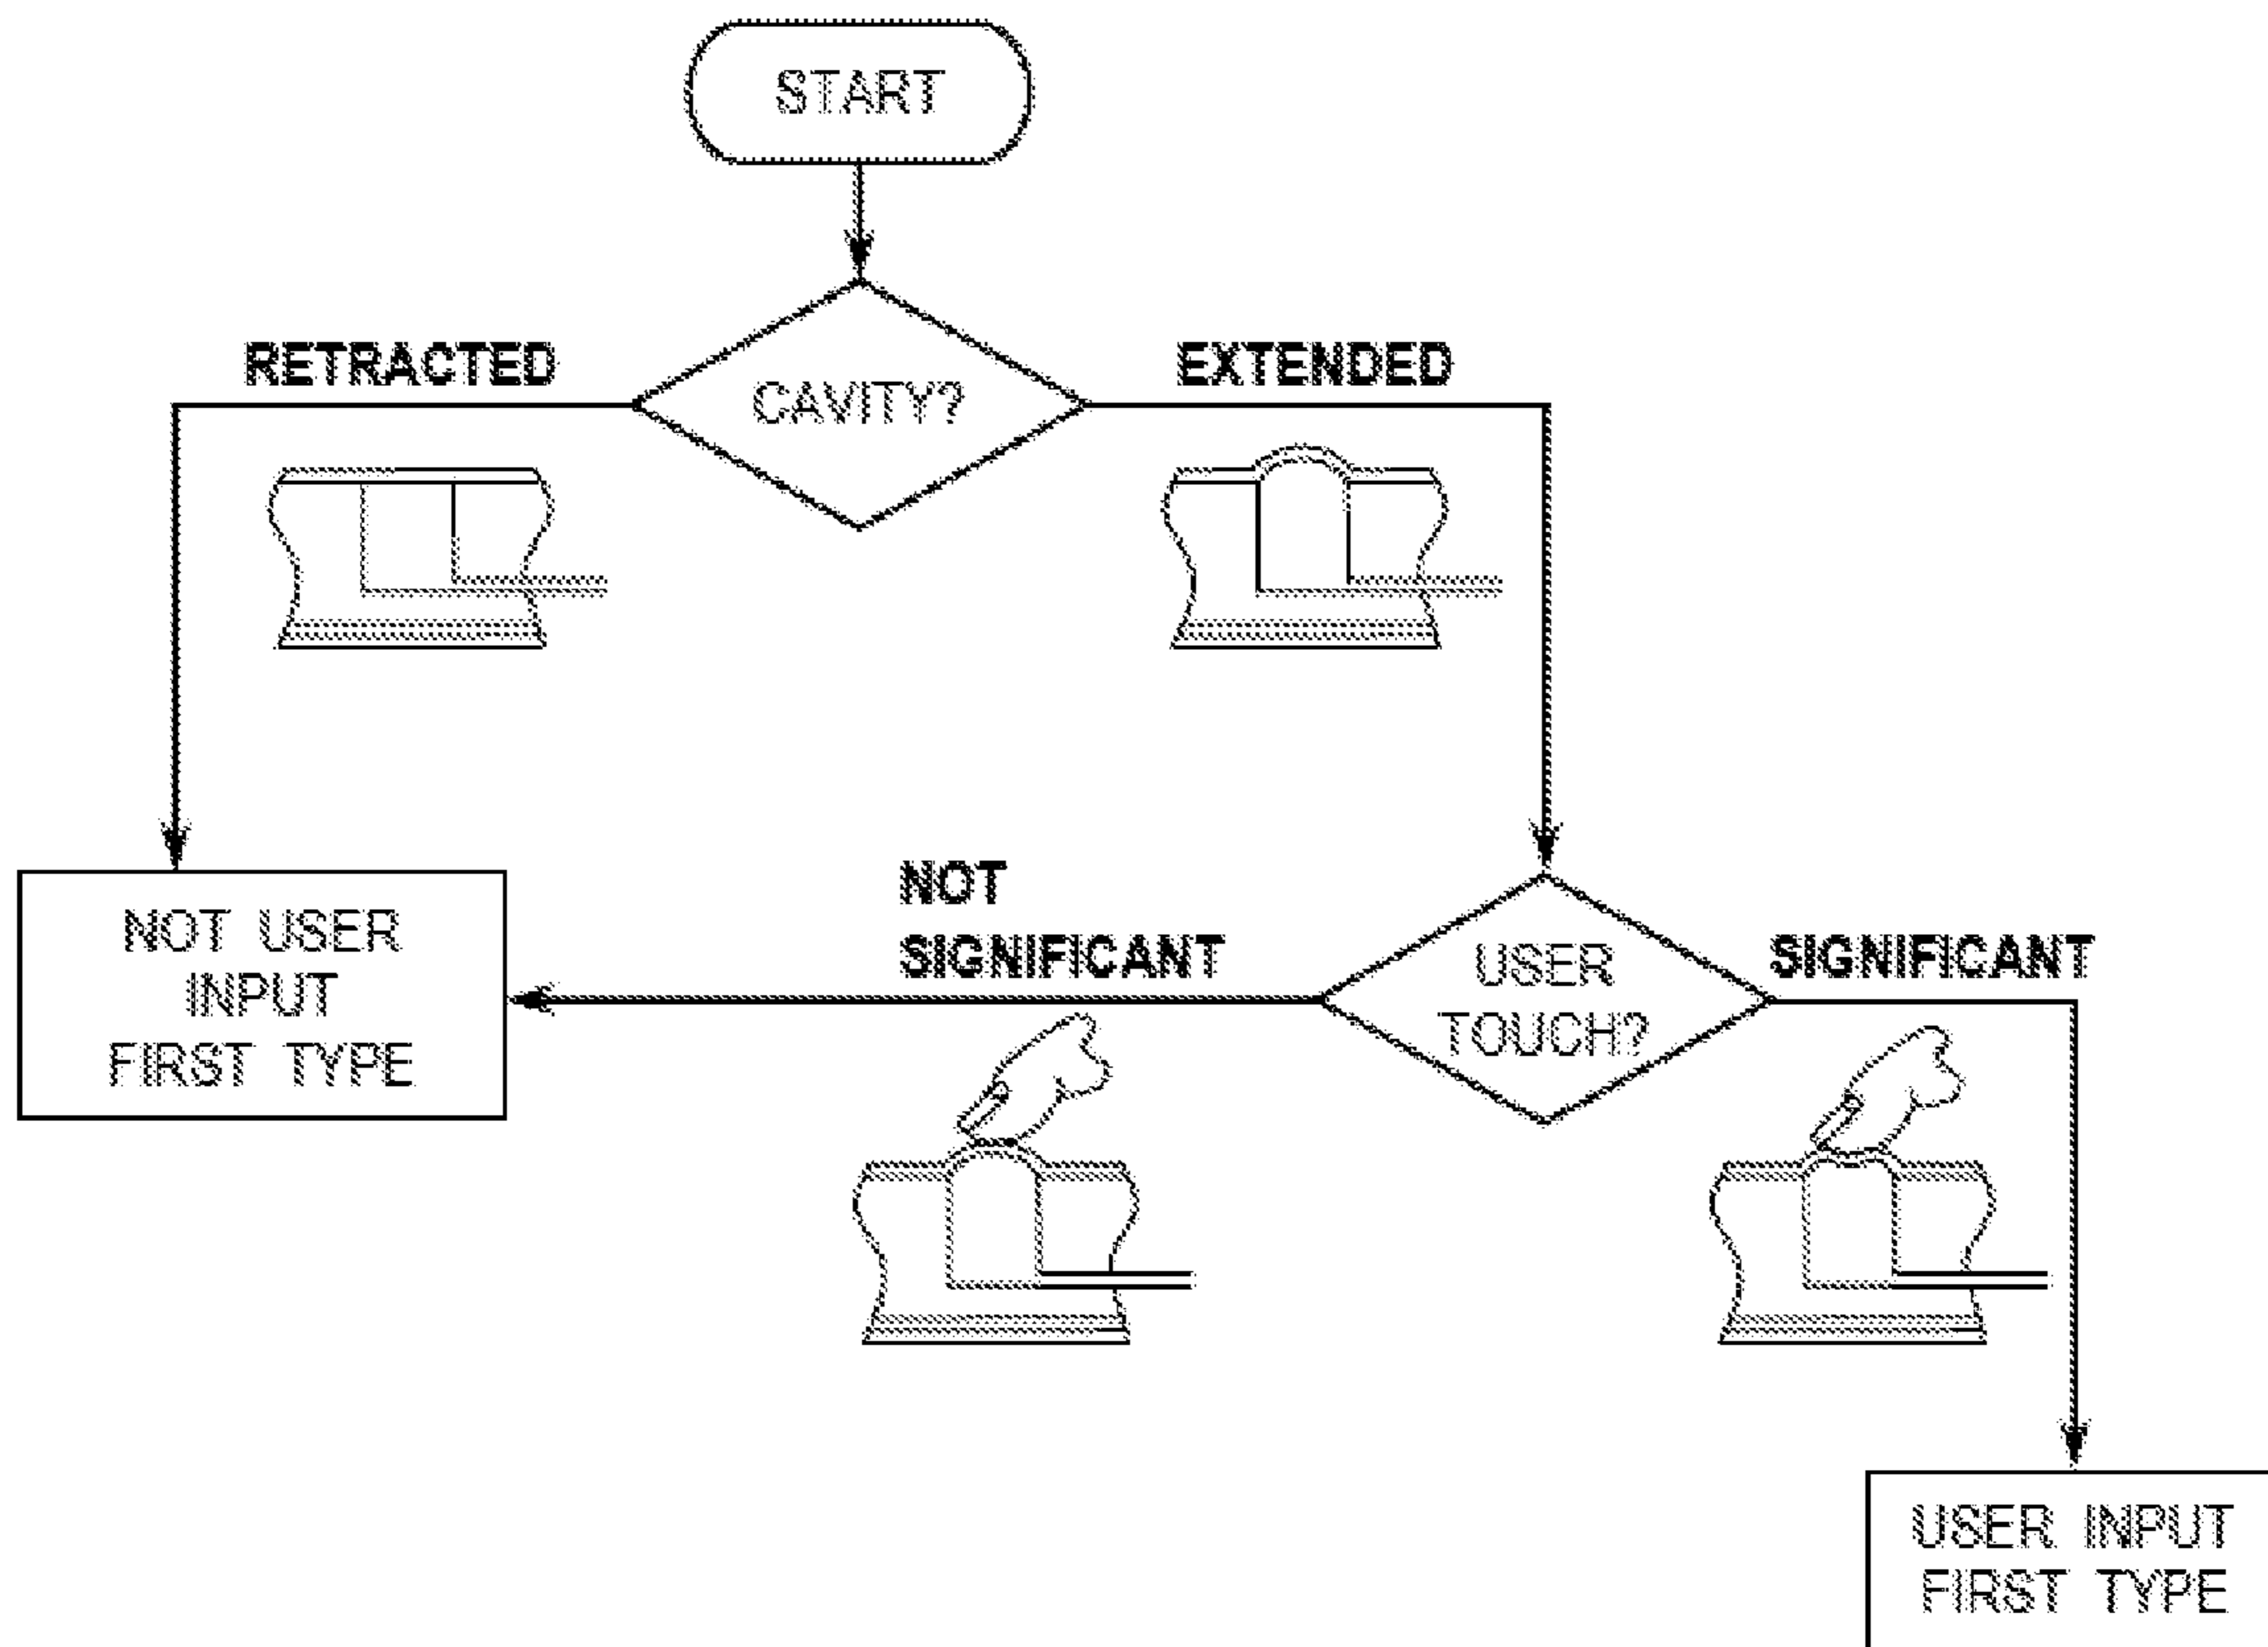 START
RETRACTED
EXTENDED
CAVITY?
NOT USER
INPUT
FIRST TYPE
NOT
SIGNIFICANT
USER
TOUCH?
SIGNIFICANT
USER INPUT
FIRST TYPE